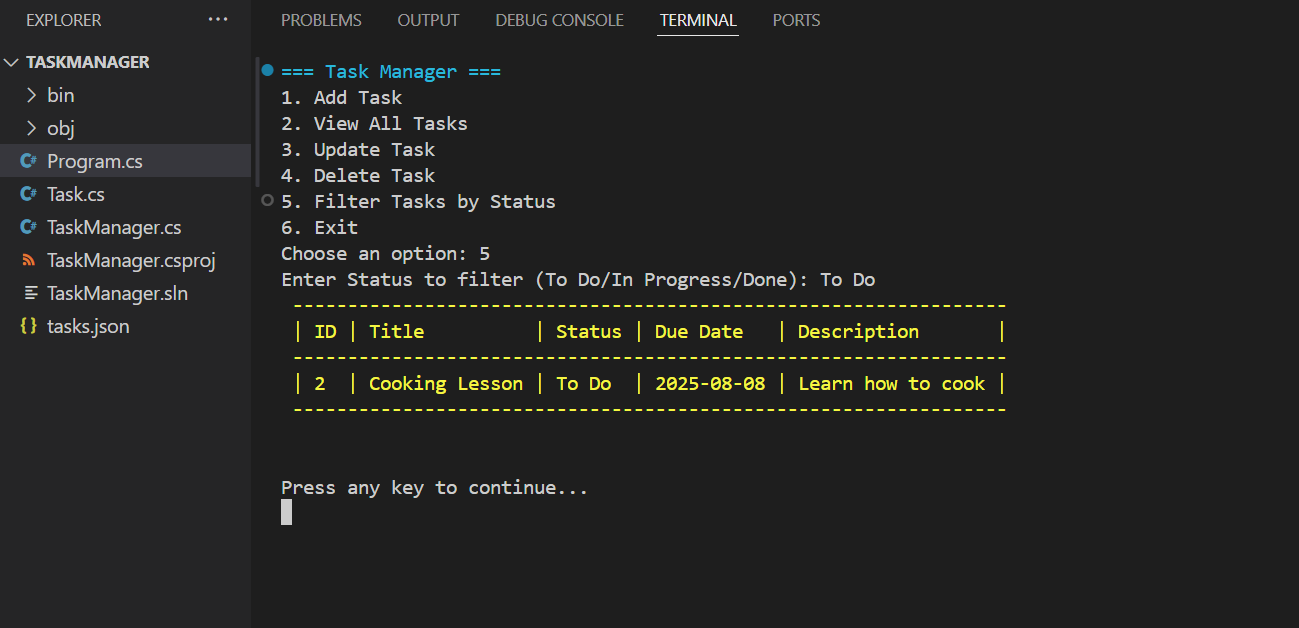 EXPLORER
TASKMANAGER
bin
obj
Program.cs
Task.cs
TaskManager.cs
TaskManager.csproj
TaskManager.sln
tasks.json
PROBLEMS OUTPUT DEBUG CONSOLE TERMINAL PORTS
=== Task Manager ===
1. Add Task
2. View All Tasks
3. Update Task
4. Delete Task
5. Filter Tasks by Status
6. Exit
Choose an option: 5
Enter Status to filter (To Do/In Progress/Done): To Do
-----------------------------------------------------------------
| ID | Title          | Status | Due Date   | Description       |
-----------------------------------------------------------------
| 2  | Cooking Lesson | To Do  | 2025-08-08 | Learn how to cook |
-----------------------------------------------------------------
Press any key to continue...